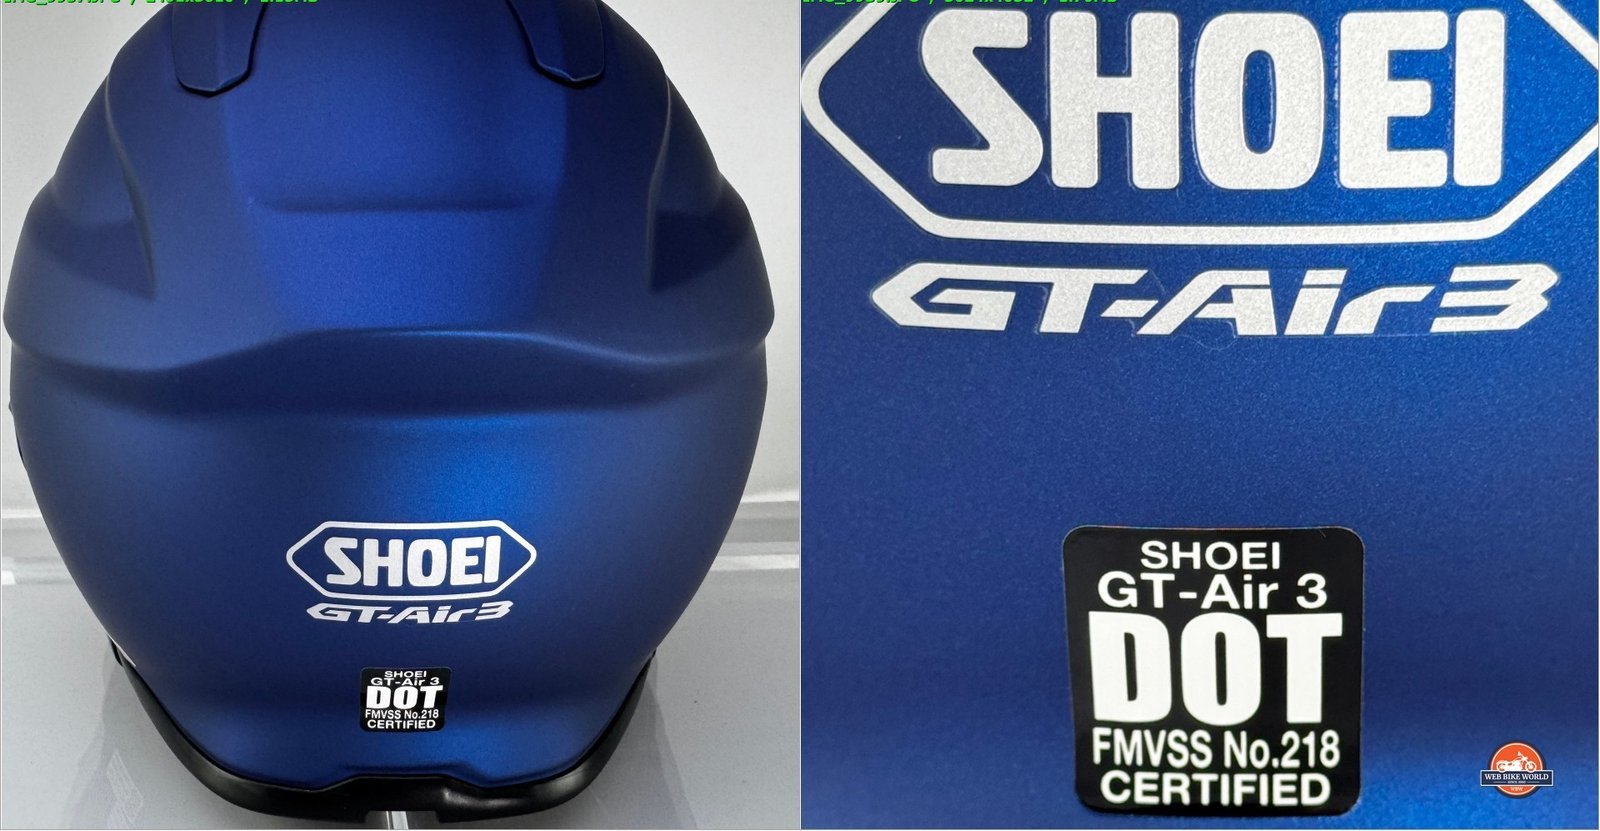 SHOEI
GT-Air3
SHOEI
GT-Air 3
DOT
FMVSS No.218
CERTIFIED
SHOEI
GT-Air3
SHOEI
GT-Air 3
DOT
FMVSS No.218
CERTIFIED
WEB BIKE WORLD
WBW